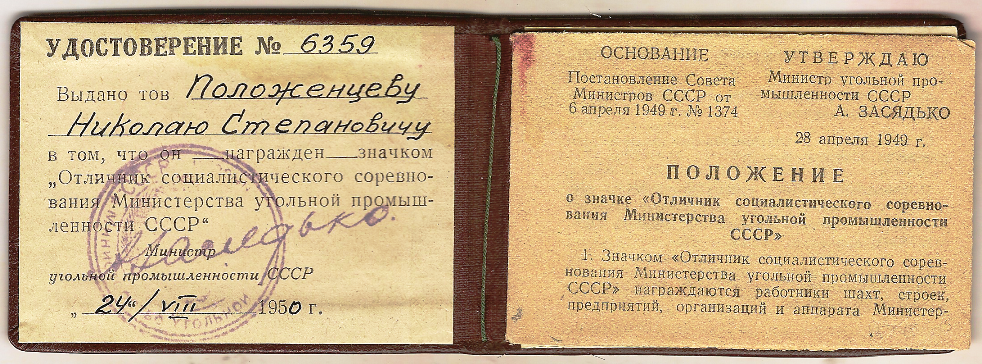 УДОСТОВЕРЕНИЕ № 6359
Выдано тов Положенцеву
Николаю Степановичу
в том, что он награжден значком
„Отличник социалистического соревно-
вания Министерства угольной промыш-
ленности СССР“
Министр
угольной промышленности СССР
„24“/VIII 1950 г.
ОСНОВАНИЕ
Постановление Совета
Министров СССР от
6 апреля 1949 г. № 1374
УТВЕРЖДАЮ
Министр угольной про-
мышленности СССР
А. ЗАСЯДЬКО
28 апреля 1949 г.
ПОЛОЖЕНИЕ
о значке «Отличник социалистического соревно-
вания Министерства угольной промышленности
СССР»
1. Значком «Отличник социалистического сорев-
нования Министерства угольной промышленности
СССР» награждаются работники шахт, строек,
предприятий, организаций и аппарата Министер-